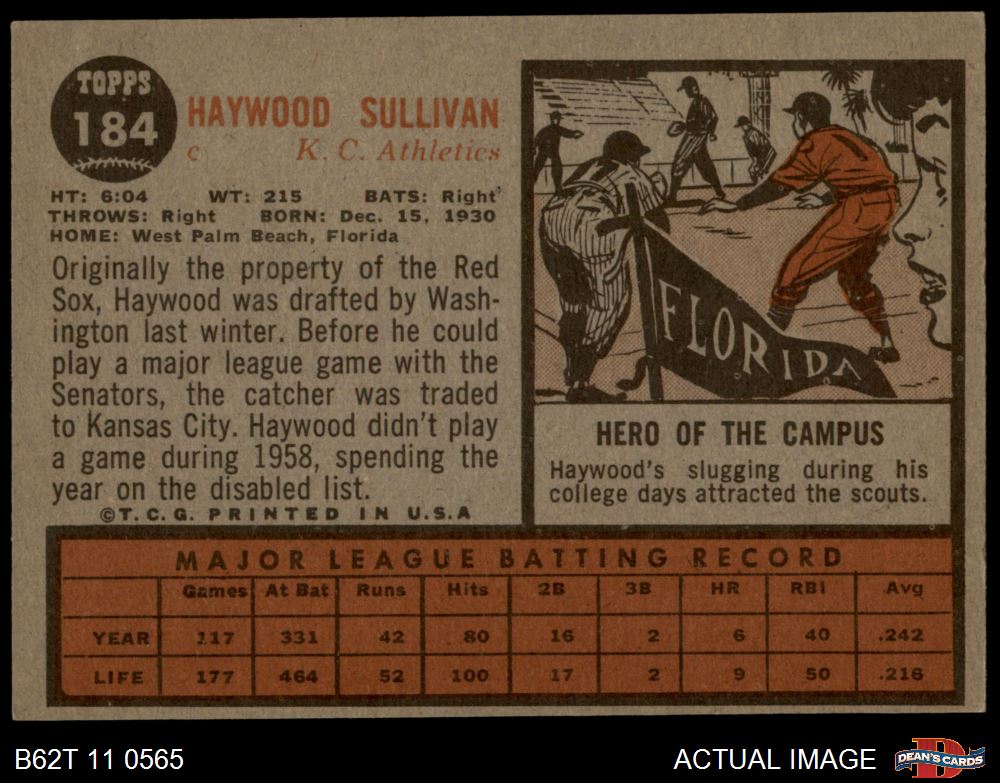 TOPPS
184
HAYWOOD SULLIVAN
C K. C. Athletics
HT: 6:04 WT: 215 BATS: Right
THROWS: Right BORN: Dec. 15, 1930
HOME: West Palm Beach, Florida
Originally the property of the Red
Sox, Haywood was drafted by Wash-
ington last winter. Before he could
play a major league game with the
Senators, the catcher was traded
to Kansas City. Haywood didn't play
a game during 1958, spending the
year on the disabled list.
©T. C. G. PRINTED IN U.S.A
FLORIDA
HERO OF THE CAMPUS
Haywood's slugging during his
college days attracted the scouts.
MAJOR LEAGUE BATTING RECORD
Games At Bat Runs Hits 2B 3B HR RBI Avg
YEAR 117 331 42 80 16 2 6 40 .242
LIFE 177 464 52 100 17 2 9 50 .216
B62T 11 0565
ACTUAL IMAGE
D
DEAN'S CARDS